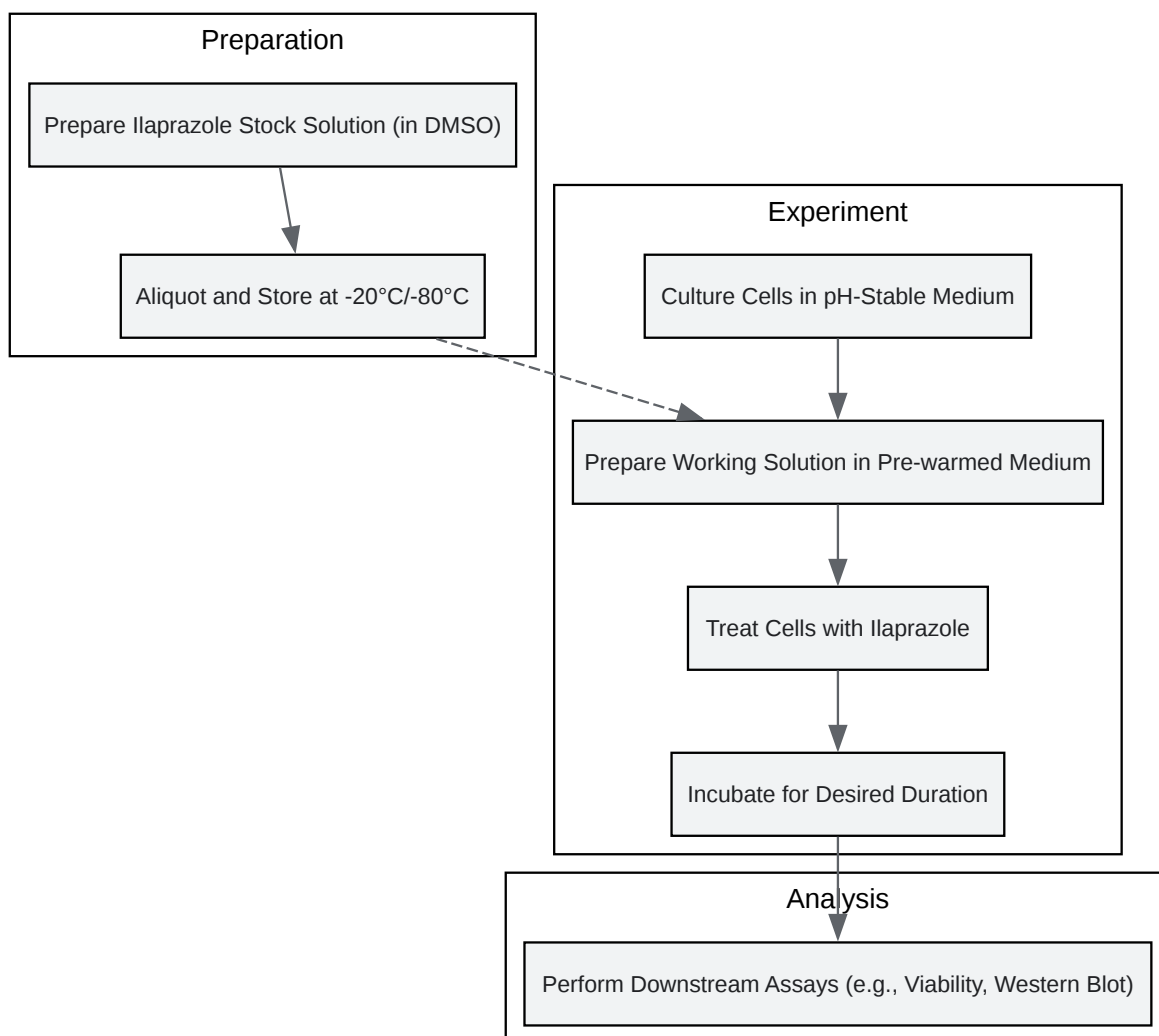 Preparation
Prepare Ilaprazole Stock Solution (in DMSO)
Aliquot and Store at -20°C/-80°C
Experiment
Culture Cells in pH-Stable Medium
Prepare Working Solution in Pre-warmed Medium
Treat Cells with Ilaprazole
Incubate for Desired Duration
Analysis
Perform Downstream Assays (e.g., Viability, Western Blot)